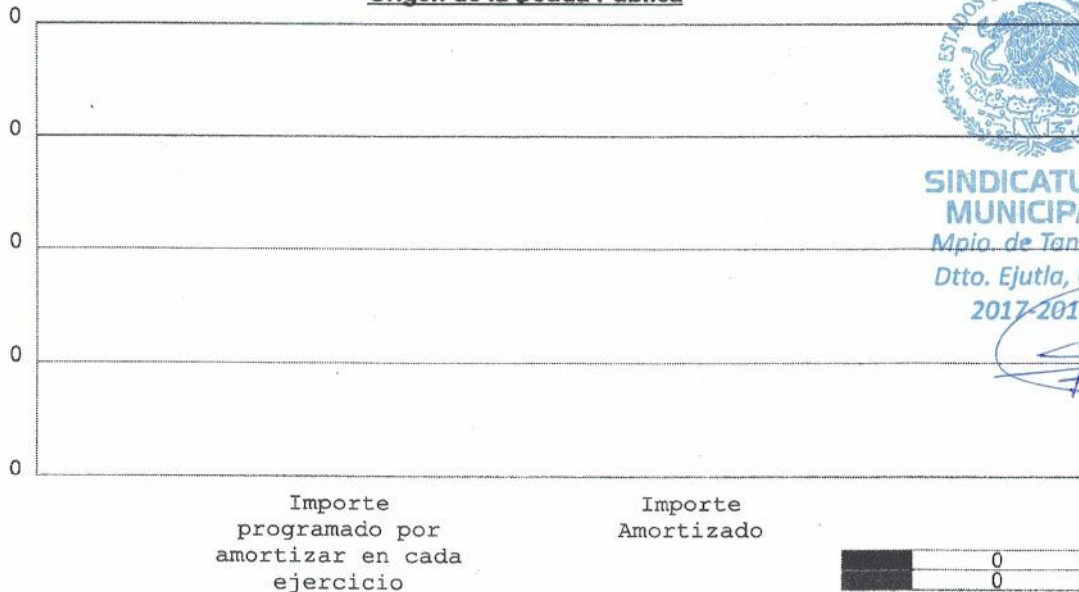 0
0
0
0
0
Importe
programado por
amortizar en cada
ejercicio
Importe
Amortizado
0
0
SINDICATU
MUNICIPA
Mpio. de Tan
Dtto. Ejutla,
2017-201
ESTADOS